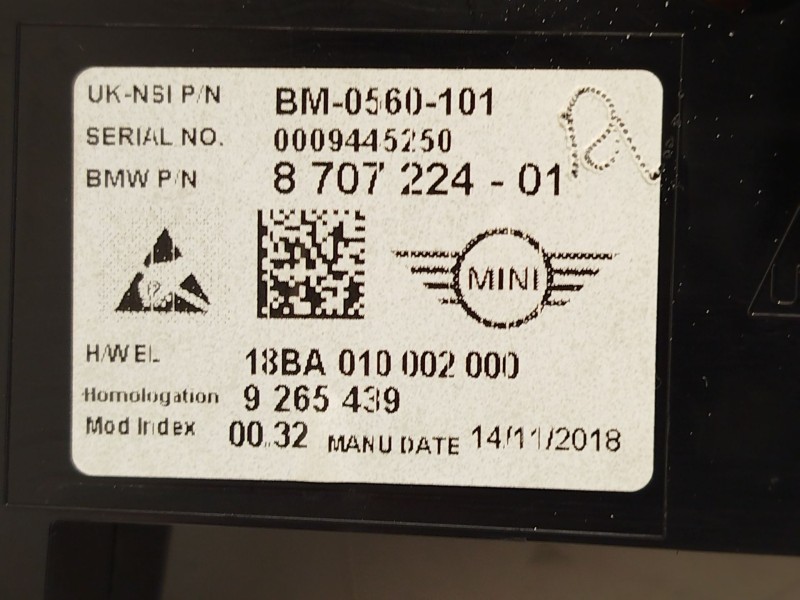 UK-NSI P/N BM-0560-101
SERIAL NO. 0009445250
BMW P/N 8 707 224 - 01
MINI
H/W EL 18BA 010 002 000
Homologation 9 265 439
Mod Index 00.32 MANU DATE 14/11/2018